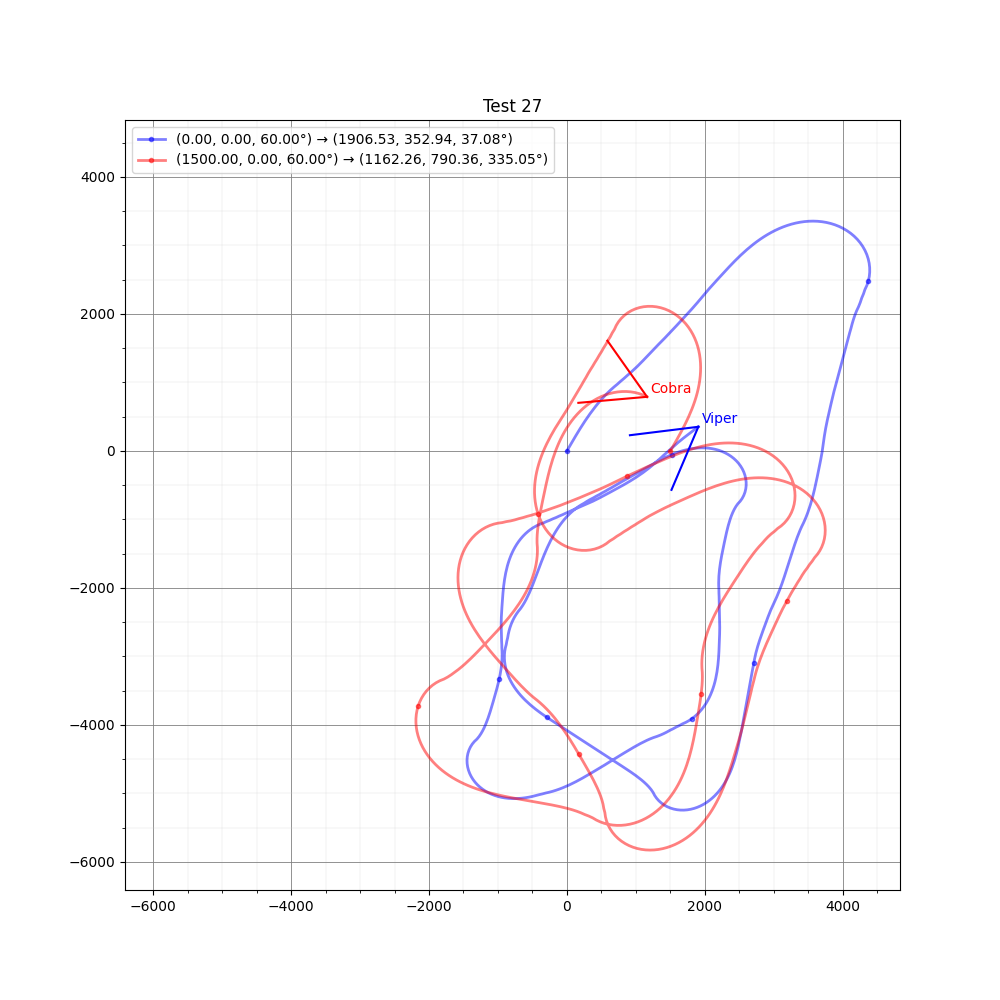 Test 27
(0.00, 0.00, 60.00°) → (1906.53, 352.94, 37.08°)
(1500.00, 0.00, 60.00°) → (1162.26, 790.36, 335.05°)
4000
2000
0
−2000
−4000
−6000
Cobra
Viper
−6000 −4000 −2000 0 2000 4000